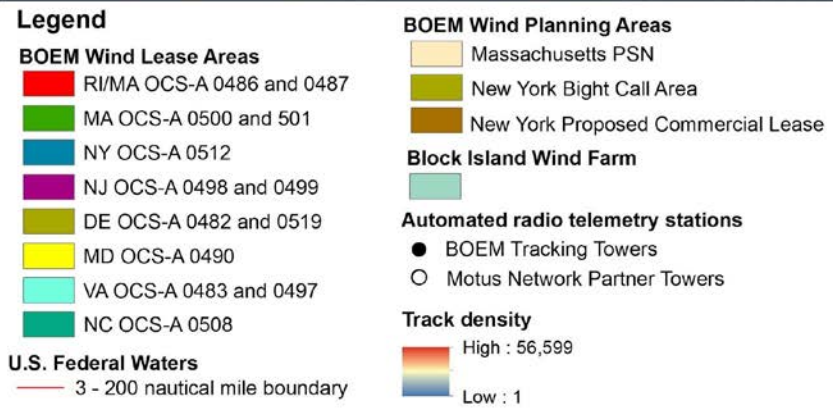 Legend
BOEM Wind Lease Areas
RI/MA OCS-A 0486 and 0487
MA OCS-A 0500 and 501
NY OCS-A 0512
NJ OCS-A 0498 and 0499
DE OCS-A 0482 and 0519
MD OCS-A 0490
VA OCS-A 0483 and 0497
NC OCS-A 0508
U.S. Federal Waters
3 - 200 nautical mile boundary
BOEM Wind Planning Areas
Massachusetts PSN
New York Bight Call Area
New York Proposed Commercial Lease
Block Island Wind Farm
Automated radio telemetry stations
BOEM Tracking Towers
Motus Network Partner Towers
Track density
High : 56,599
Low : 1